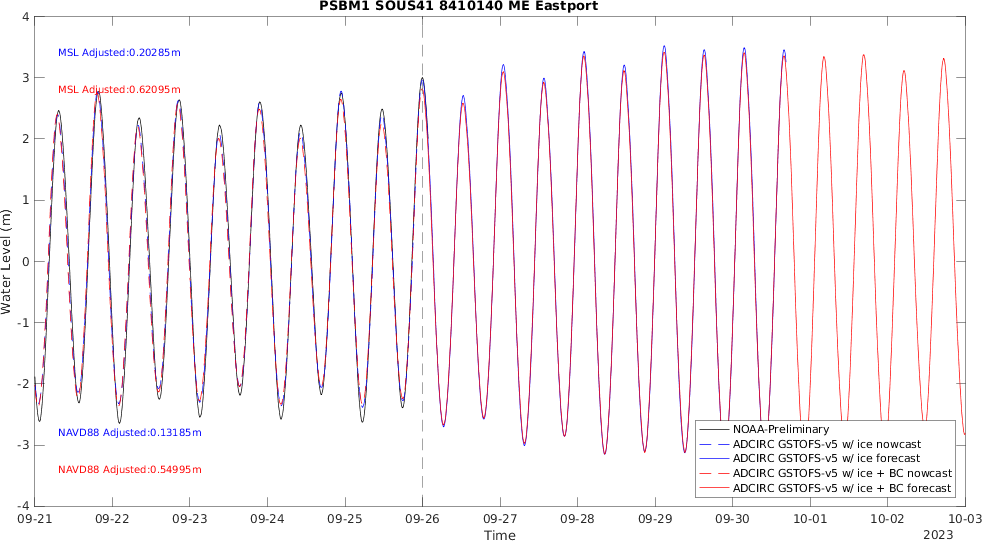 PSBM1 SOUS41 8410140 ME Eastport
4
3
2
1
0
-1
-2
-3
-4
Water Level (m)
MSL Adjusted:0.20285m
MSL Adjusted:0.62095m
NAVD88 Adjusted:0.13185m
NAVD88 Adjusted:0.54995m
NOAA-Preliminary
ADCIRC GSTOFS-v5 w/ ice nowcast
ADCIRC GSTOFS-v5 w/ ice forecast
ADCIRC GSTOFS-v5 w/ ice + BC nowcast
ADCIRC GSTOFS-v5 w/ ice + BC forecast
09-21 09-22 09-23 09-24 09-25 09-26 09-27 09-28 09-29 09-30 10-01 10-02 10-03
Time
2023